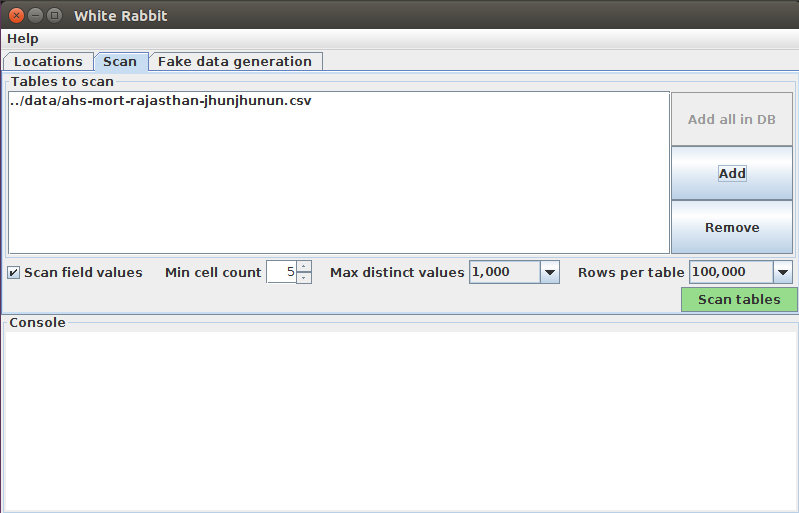 White Rabbit
Help
Locations Scan Fake data generation
Tables to scan
../data/ahs-mort-rajasthan-jhunjhunun.csv
Add all in DB
Add
Remove
Scan field values Min cell count 5 Max distinct values 1,000 Rows per table 100,000
Scan tables
Console